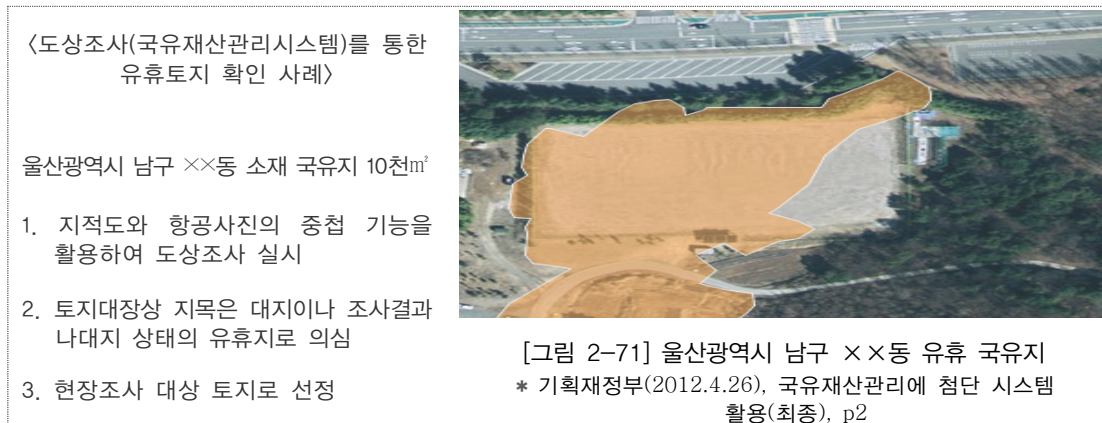 <도상조사(국유재산관리시스템)를 통한
유휴토지 확인 사례>
울산광역시 남구 ××동 소재 국유지 10천㎡
1. 지적도와 항공사진의 중첩 기능을
활용하여 도상조사 실시
2. 토지대장상 지목은 대지이나 조사결과
나대지 상태의 유휴지로 의심
3. 현장조사 대상 토지로 선정
[그림 2-71] 울산광역시 남구 ××동 유휴 국유지
* 기획재정부(2012.4.26), 국유재산관리에 첨단 시스템
활용(최종), p2